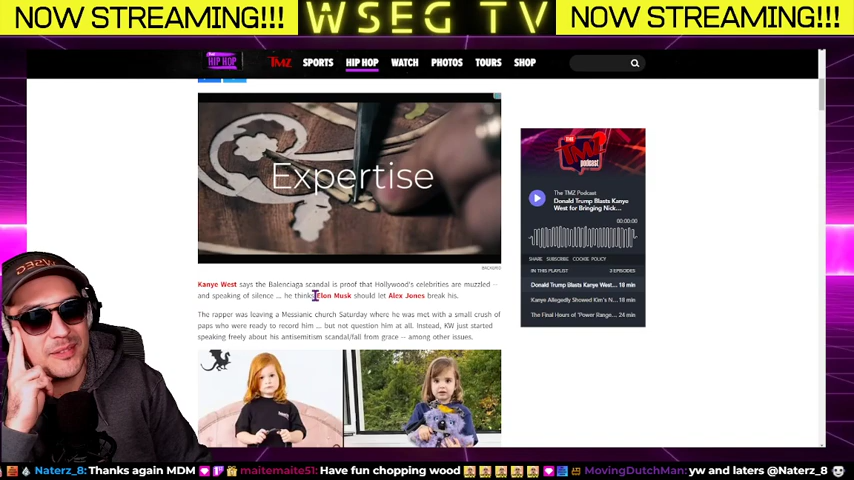 NOW STREAMING!!! WSEG TV NOW STREAMING!!!
HIP HOP TMZ SPORTS HIP HOP WATCH PHOTOS TOURS SHOP
Expertise
Kanye West says the Balenciaga scandal is proof that Hollywood's celebrities are muzzled --
and speaking of silence ... he thinks Elon Musk should let Alex Jones break his.
The rapper was leaving a Messianic church Saturday where he was met with a small crush of
paps who were ready to record him ... but not question him at all. Instead, KW just started
speaking freely about his antisemitism scandal/fall from grace -- among other issues.
TMZ
podcast
The TMZ Podcast
Donald Trump Blasts Kanye
West for Bringing Nick...
00:00:00
SHARE SUBSCRIBE COOKIE POLICY
IN THIS PLAYLIST 3 EPISODES
Donald Trump Blasts Kanye West... 18 min
Kanye Allegedly Showed Kim's N... 18 min
The Final Hours of 'Power Range... 24 min
WSEG
Naterz_8: Thanks again MDM maitemaite51: Have fun chopping wood MovingDutchMan: yw and laters @Naterz_8